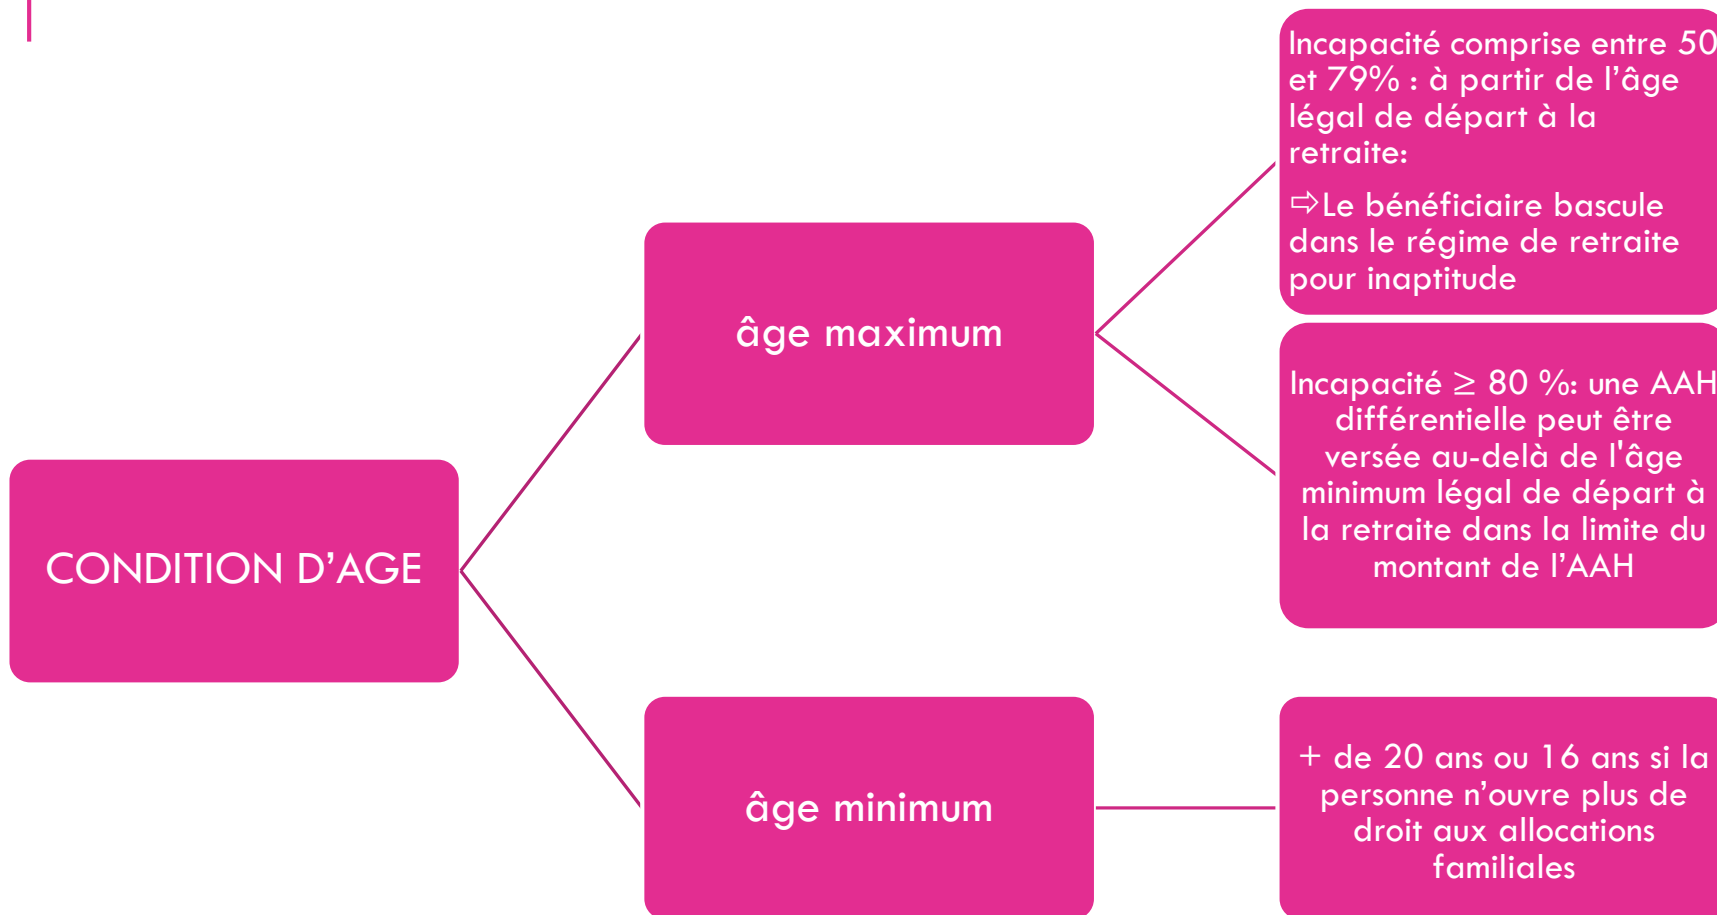 CONDITION D’AGE
âge maximum
Incapacité comprise entre 50
et 79% : à partir de l’âge
légal de départ à la
retraite:
⇨Le bénéficiaire bascule
dans le régime de retraite
pour inaptitude
Incapacité ≥ 80 %: une AAH
différentielle peut être
versée au-delà de l'âge
minimum légal de départ à
la retraite dans la limite du
montant de l’AAH
âge minimum
+ de 20 ans ou 16 ans si la
personne n’ouvre plus de
droit aux allocations
familiales